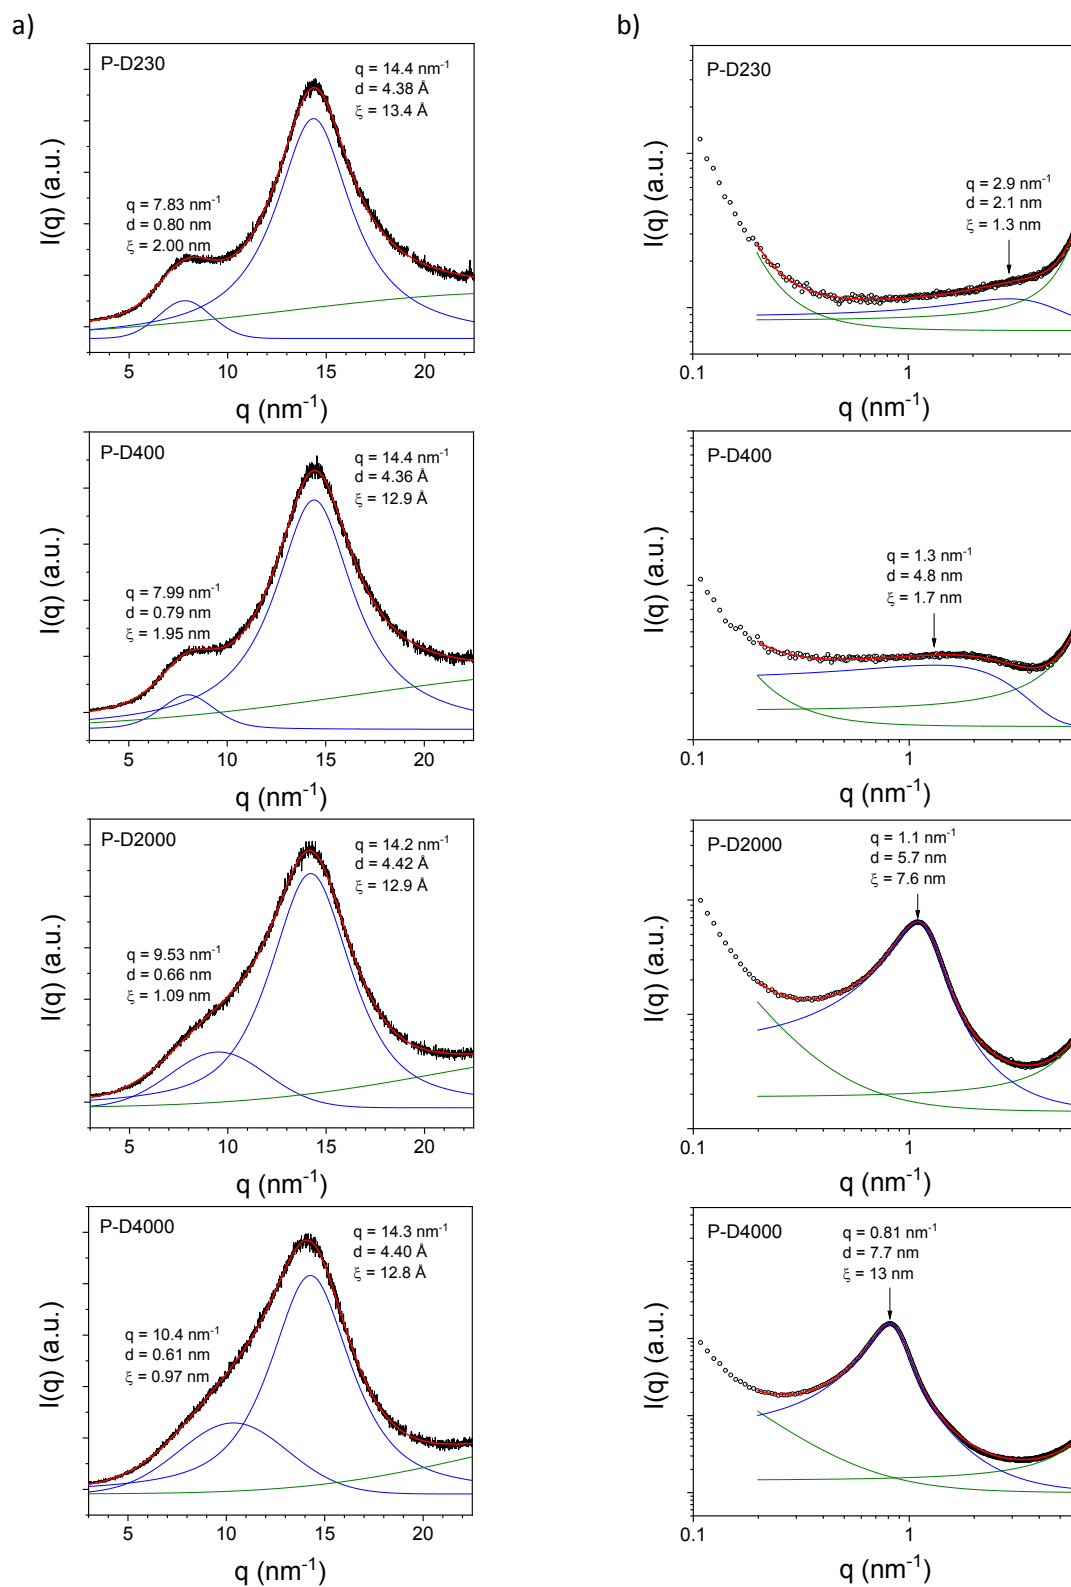 a)
P-D230
q = 14.4 nm⁻¹
d = 4.38 Å
ξ = 13.4 Å
q = 7.83 nm⁻¹
d = 0.80 nm
ξ = 2.00 nm
I(q) (a.u.)
5 10 15 20
q (nm⁻¹)
P-D400
q = 14.4 nm⁻¹
d = 4.36 Å
ξ = 12.9 Å
q = 7.99 nm⁻¹
d = 0.79 nm
ξ = 1.95 nm
I(q) (a.u.)
5 10 15 20
q (nm⁻¹)
P-D2000
q = 14.2 nm⁻¹
d = 4.42 Å
ξ = 12.9 Å
q = 9.53 nm⁻¹
d = 0.66 nm
ξ = 1.09 nm
I(q) (a.u.)
5 10 15 20
q (nm⁻¹)
P-D4000
q = 14.3 nm⁻¹
d = 4.40 Å
ξ = 12.8 Å
q = 10.4 nm⁻¹
d = 0.61 nm
ξ = 0.97 nm
I(q) (a.u.)
5 10 15 20
q (nm⁻¹)
b)
P-D230
q = 2.9 nm⁻¹
d = 2.1 nm
ξ = 1.3 nm
I(q) (a.u.)
0.1 1
q (nm⁻¹)
P-D400
q = 1.3 nm⁻¹
d = 4.8 nm
ξ = 1.7 nm
I(q) (a.u.)
0.1 1
q (nm⁻¹)
P-D2000
q = 1.1 nm⁻¹
d = 5.7 nm
ξ = 7.6 nm
I(q) (a.u.)
0.1 1
q (nm⁻¹)
P-D4000
q = 0.81 nm⁻¹
d = 7.7 nm
ξ = 13 nm
I(q) (a.u.)
0.1 1
q (nm⁻¹)